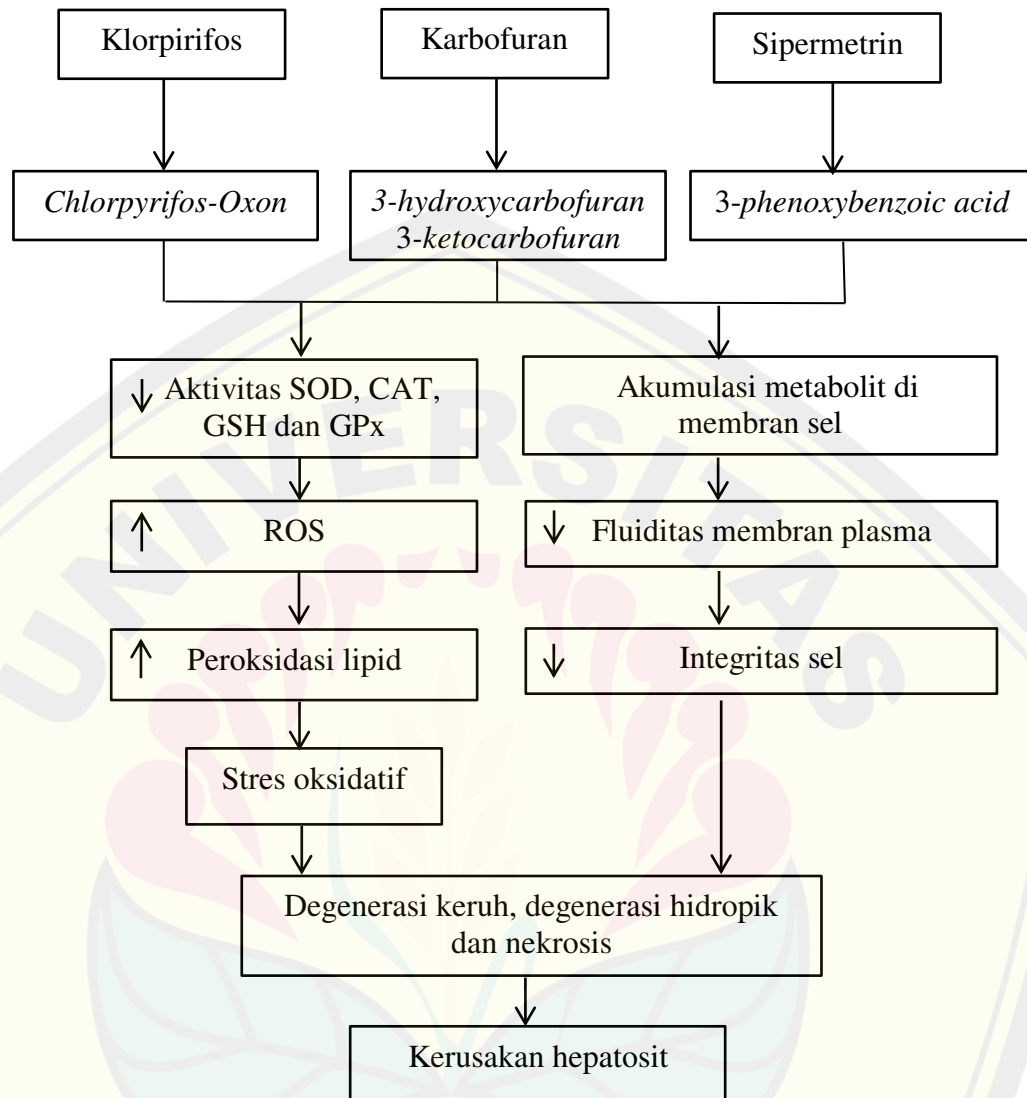 Klorpirifos
Karbofuran
Sipermetrin
Chlorpyrifos-Oxon
3-hydroxycarbofuran
3-ketocarbofuran
3-phenoxybenzoic acid
↓ Aktivitas SOD, CAT,
GSH dan GPx
Akumulasi metabolit di
membran sel
↑ ROS
↓ Fluiditas membran plasma
↑ Peroksidasi lipid
↓ Integritas sel
Stres oksidatif
Degenerasi keruh, degenerasi hidropik
dan nekrosis
Kerusakan hepatosit
UNIVERSITAS